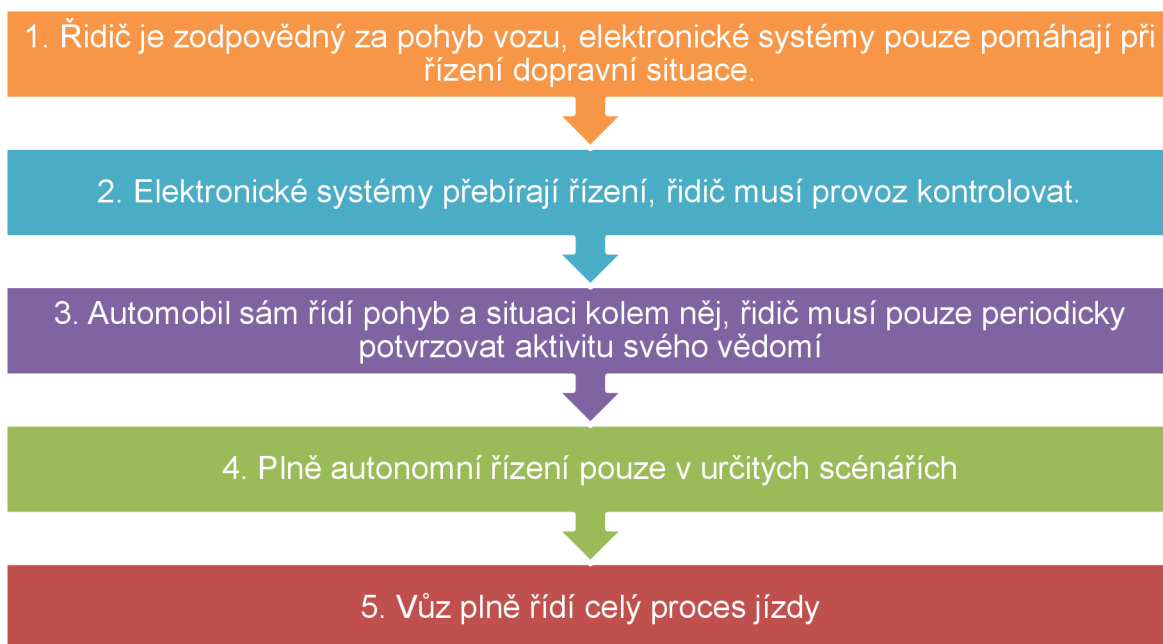 1. Řidič je zodpovědný za pohyb vozu, elektronické systémy pouze pomáhají při
řízení dopravní situace.
2. Elektronické systémy přebírají řízení, řidič musí provoz kontrolovat.
3. Automobil sám řídí pohyb a situaci kolem něj, řidič musí pouze periodicky
potvrzovat aktivitu svého vědomí
4. Plně autonomní řízení pouze v určitých scénářích
5. Vůz plně řídí celý proces jízdy